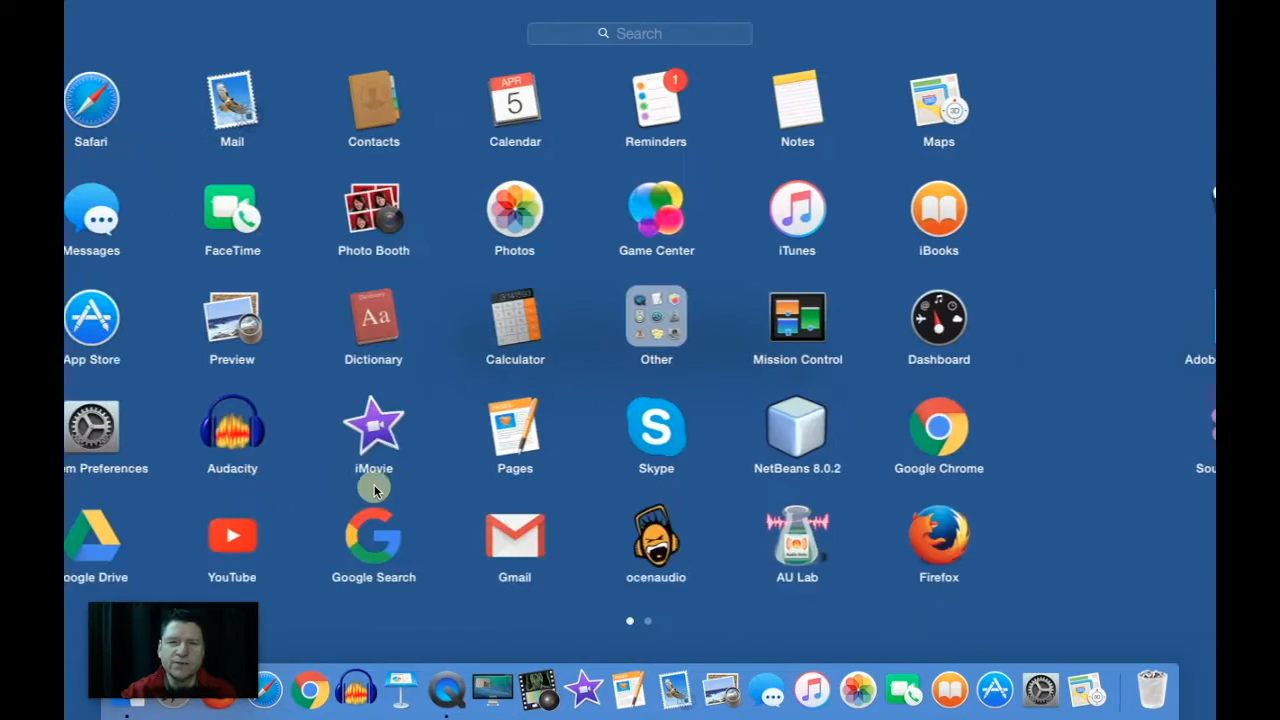 Search
APR
5
1
Safari
Mail
Contacts
Calendar
Reminders
Notes
Maps
3D
Messages
FaceTime
Photo Booth
Photos
Game Center
iTunes
iBooks
Aa
App Store
Preview
Dictionary
Calculator
Other
Mission Control
Dashboard
Adob
em Preferences
Audacity
iMovie
Pages
Skype
NetBeans 8.0.2
Google Chrome
Sou
oogle Drive
YouTube
Google Search
Gmail
ocenaudio
AU Lab
Firefox